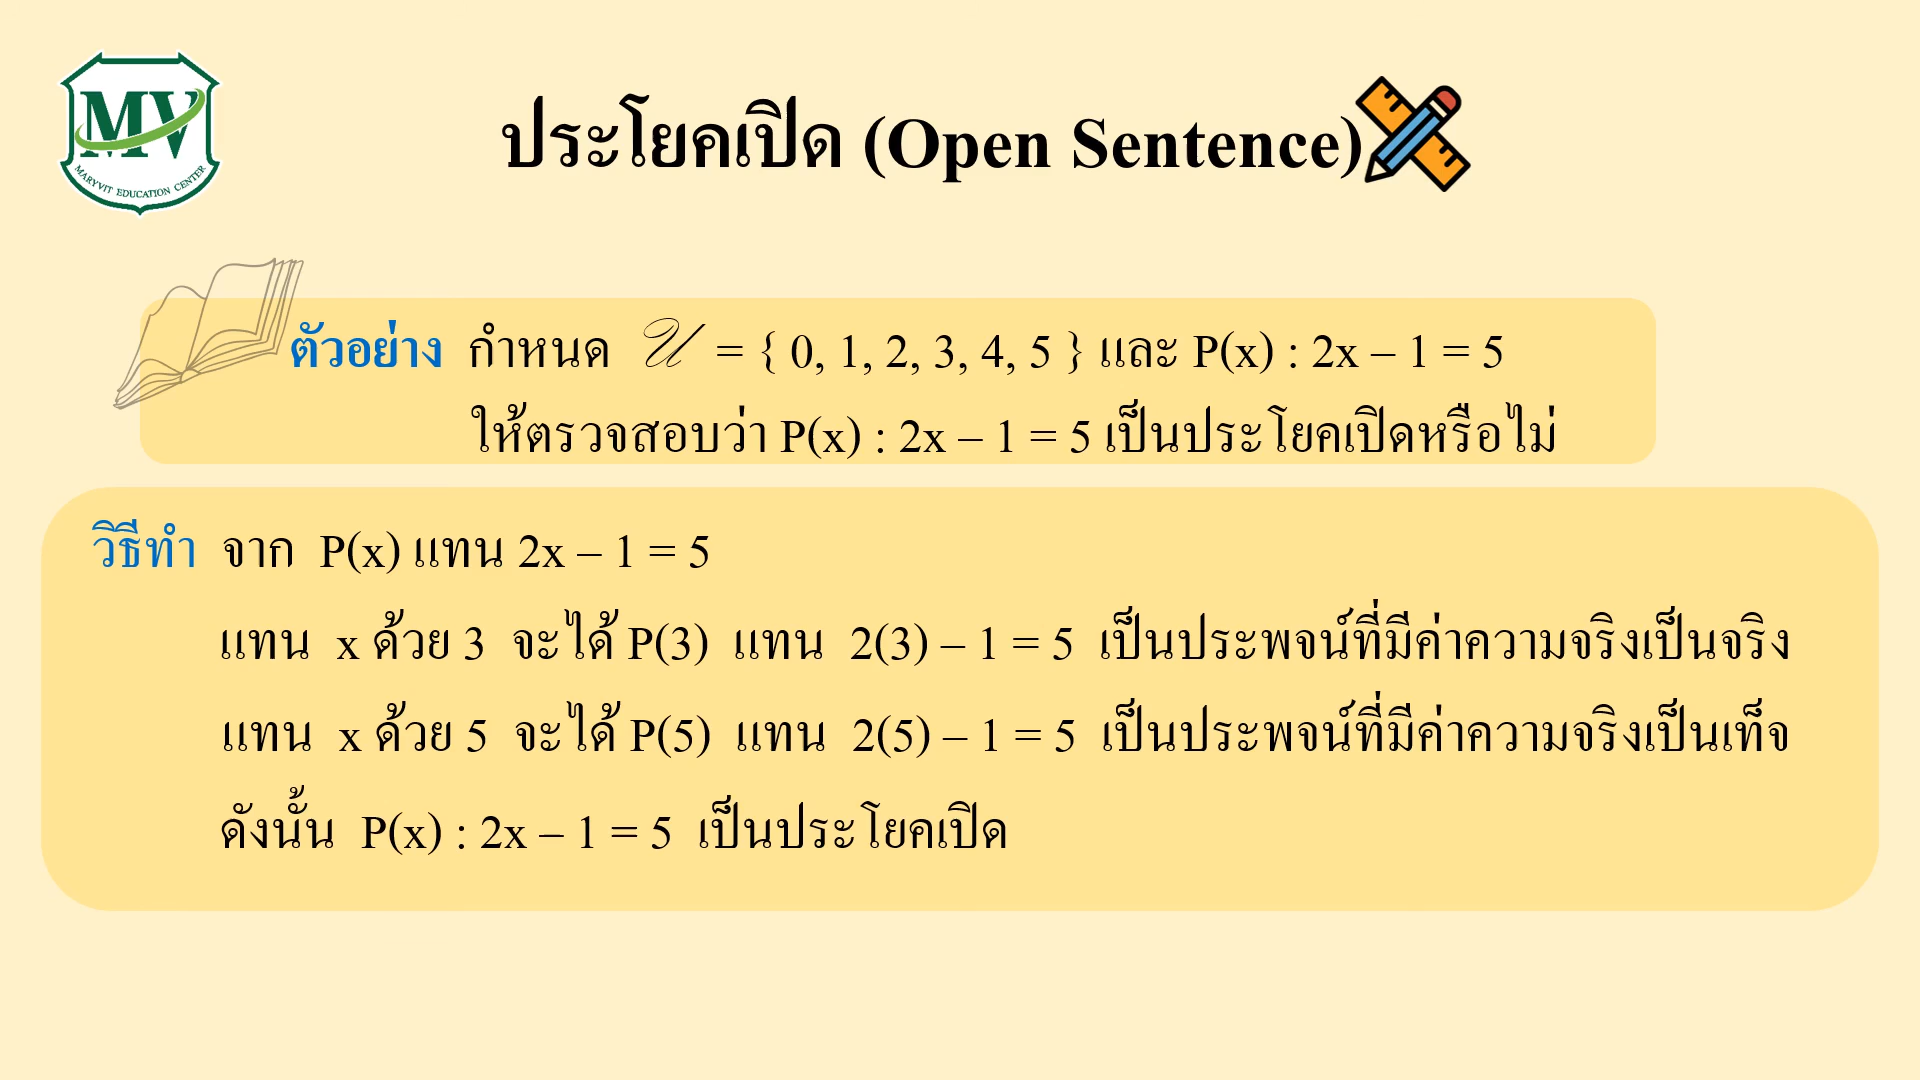 MV
MARYVIT EDUCATION CENTER
ประโยคเปิด (Open Sentence)
ตัวอย่าง กำหนด 𝒰 = { 0, 1, 2, 3, 4, 5 } และ P(x) : 2x – 1 = 5
ให้ตรวจสอบว่า P(x) : 2x – 1 = 5 เป็นประโยคเปิดหรือไม่
วิธีทำ จาก P(x) แทน 2x – 1 = 5
แทน x ด้วย 3 จะได้ P(3) แทน 2(3) – 1 = 5 เป็นประพจน์ที่มีค่าความจริงเป็นจริง
แทน x ด้วย 5 จะได้ P(5) แทน 2(5) – 1 = 5 เป็นประพจน์ที่มีค่าความจริงเป็นเท็จ
ดังนั้น P(x) : 2x – 1 = 5 เป็นประโยคเปิด